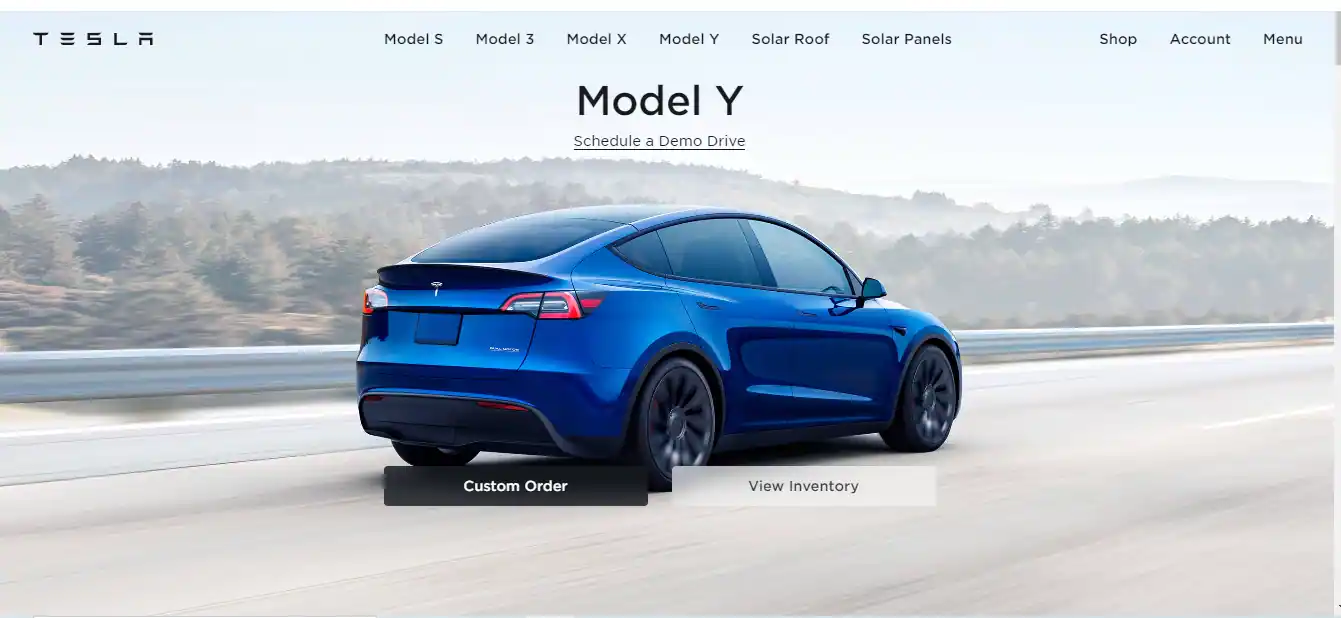 TESLA
Model S Model 3 Model X Model Y Solar Roof Solar Panels
Shop Account Menu
Model Y
Schedule a Demo Drive
Custom Order View Inventory